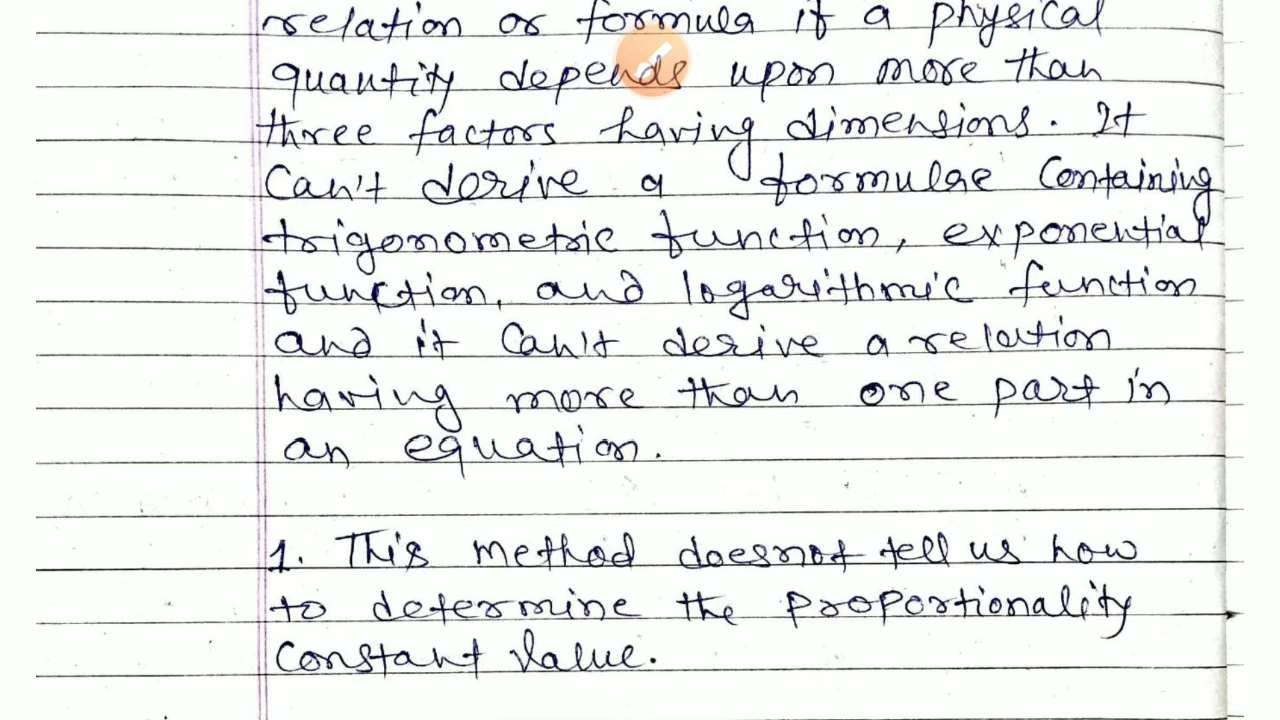 relation or formula if a physical
quantity depends upon more than
three factors having dimensions. It
Can't derive a formulae Containing
trigonometric function, exponential
function, and logarithmic function
and it Can't derive a relation
having more than one part in
an equation.
1. This method doesnot tell us how
to determine the proportionality
Constant Value.